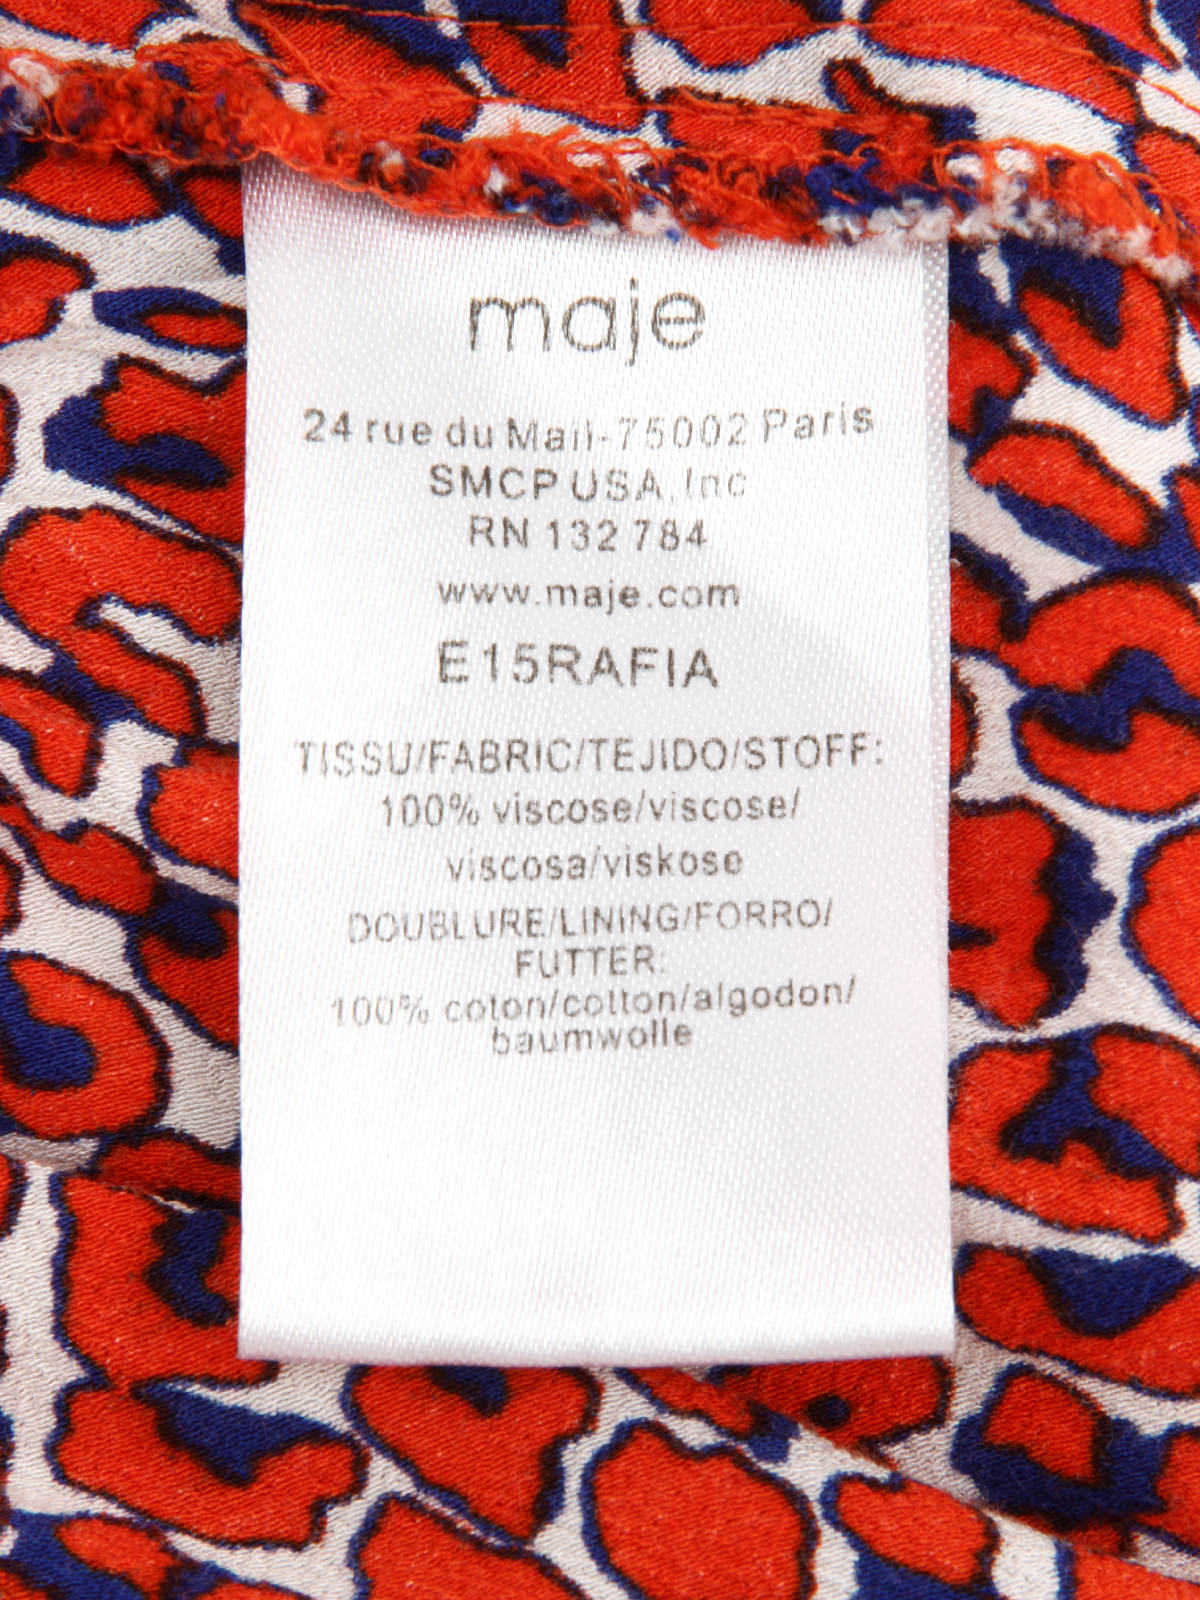 maje
24 rue du Mail-75002 Paris
SMCP USA, Inc
RN 132 784
www.maje.com
E15RAFIA
TISSU/FABRIC/TEJIDO/STOFF:
100% viscose/viscose/
viscosa/viskose
DOUBLURE/LINING/FORRO/
FUTTER:
100% coton/cotton/algodon/
baumwolle